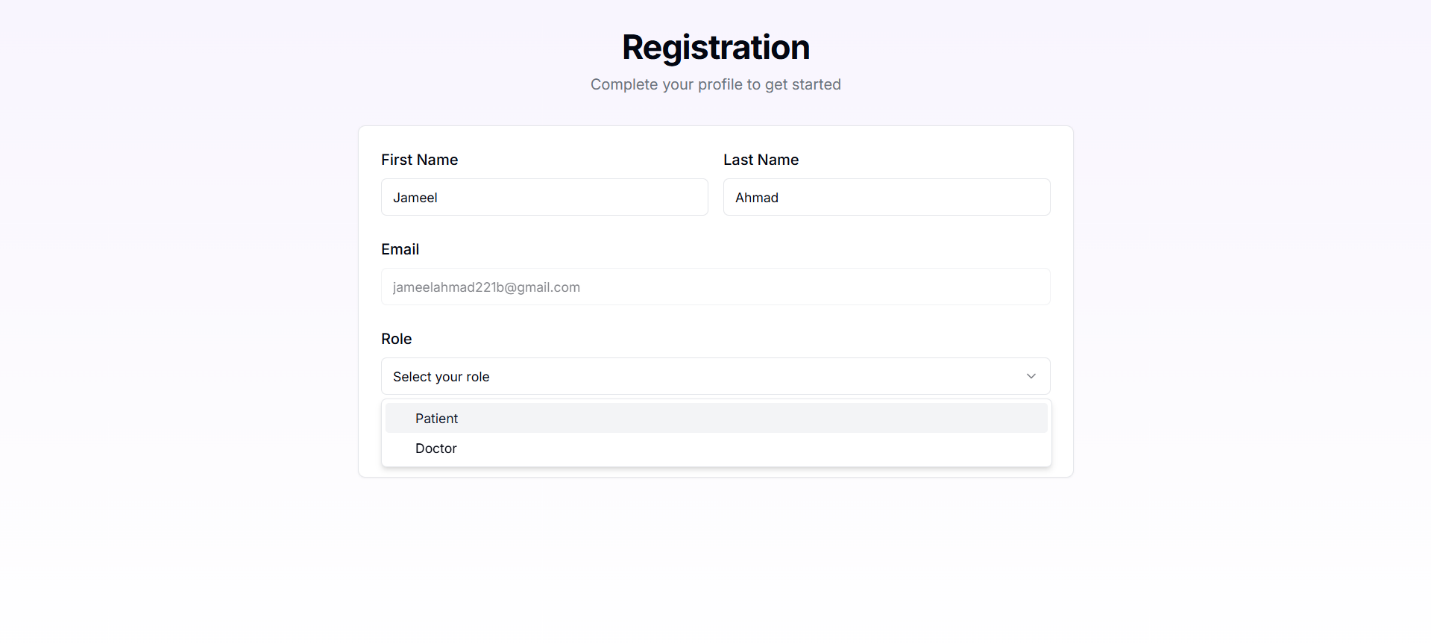 Registration
Complete your profile to get started
First Name
Last Name
Jameel
Ahmad
Email
jameelahmad221b@gmail.com
Role
Select your role
Patient
Doctor